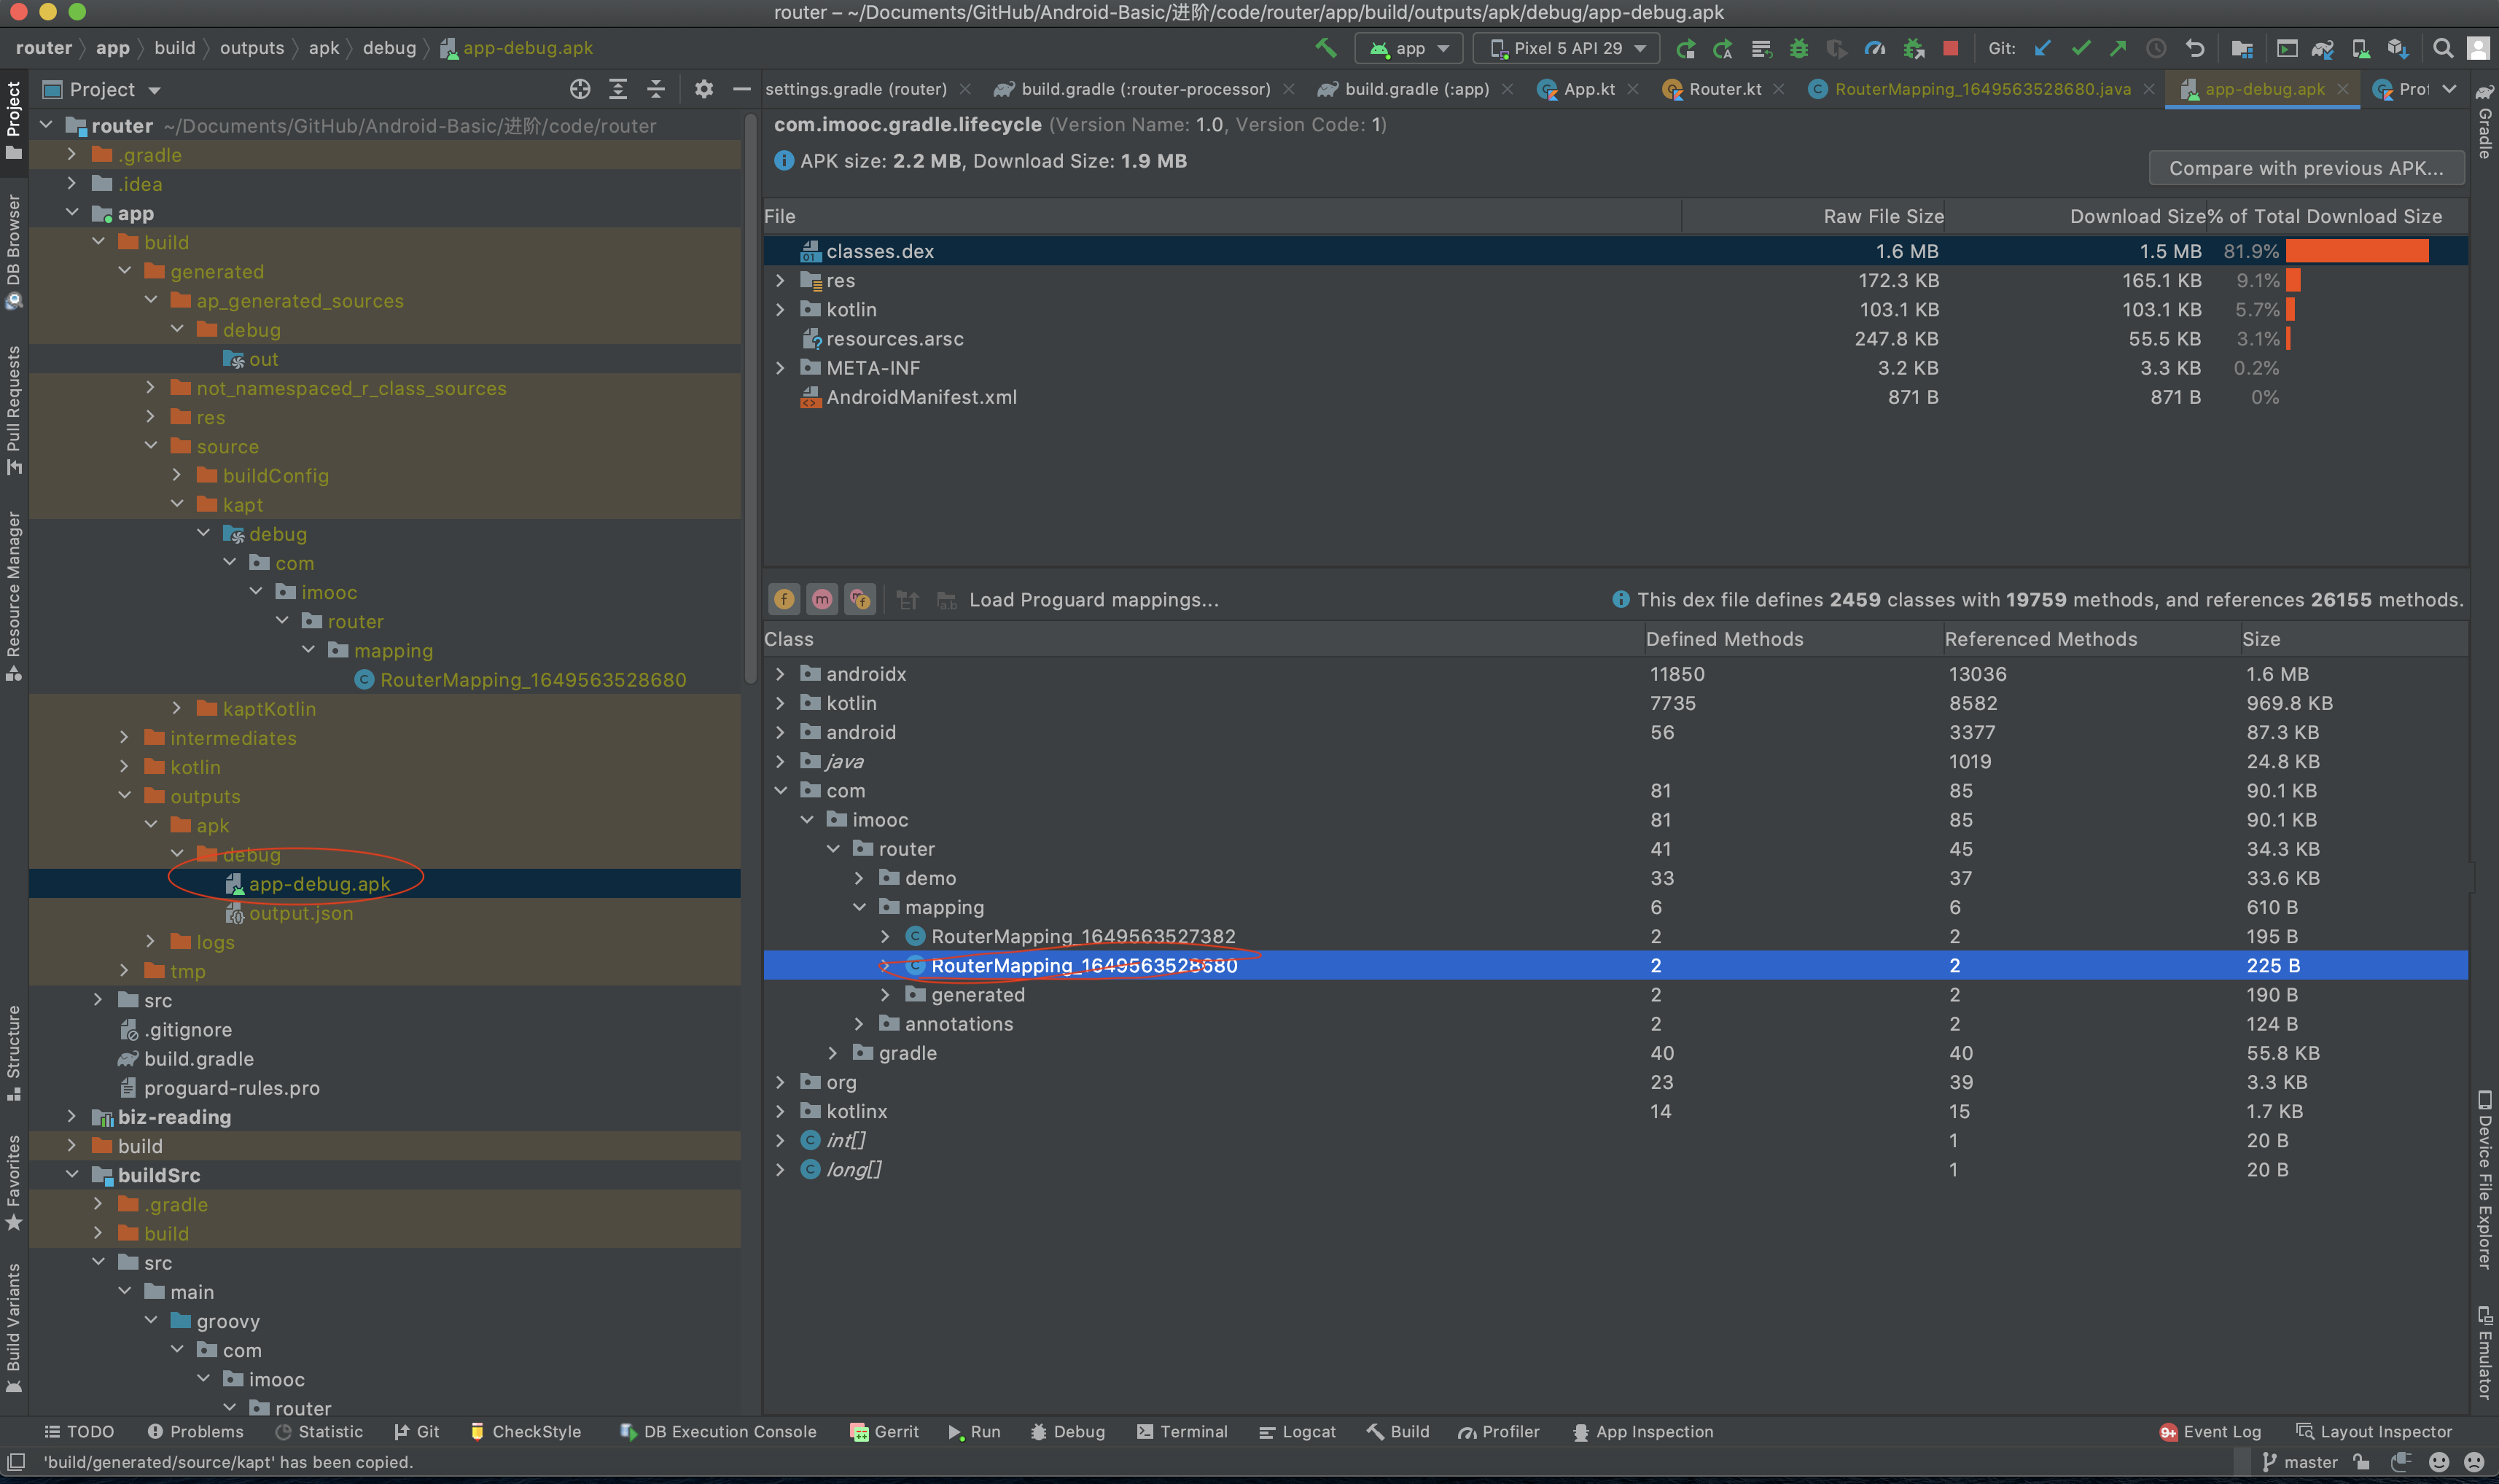 router – ~/Documents/GitHub/Android-Basic/进阶/code/router/app/build/outputs/apk/debug/app-debug.apk
router app build outputs apk debug app-debug.apk app Pixel 5 API 29 Git:
Project
settings.gradle (router) build.gradle (:router-processor) build.gradle (:app) App.kt Router.kt RouterMapping_1649563528680.java app-debug.apk Pro
Project
DB Browser
Pull Requests
Resource Manager
Structure
Favorites
Build Variants
router ~/Documents/GitHub/Android-Basic/进阶/code/router
.gradle
.idea
app
build
generated
ap_generated_sources
debug
out
not_namespaced_r_class_sources
res
source
buildConfig
kapt
debug
com
imooc
router
mapping
RouterMapping_1649563528680
kaptKotlin
intermediates
kotlin
outputs
apk
debug
app-debug.apk
output.json
logs
tmp
src
.gitignore
build.gradle
proguard-rules.pro
biz-reading
build
buildSrc
.gradle
build
src
main
groovy
com
imooc
router
com.imooc.gradle.lifecycle (Version Name: 1.0, Version Code: 1)
APK size: 2.2 MB, Download Size: 1.9 MB
Compare with previous APK...
File Raw File Size Download Size % of Total Download Size
classes.dex 1.6 MB 1.5 MB 81.9%
res 172.3 KB 165.1 KB 9.1%
kotlin 103.1 KB 103.1 KB 5.7%
resources.arsc 247.8 KB 55.5 KB 3.1%
META-INF 3.2 KB 3.3 KB 0.2%
AndroidManifest.xml 871 B 871 B 0%
Load Proguard mappings...
This dex file defines 2459 classes with 19759 methods, and references 26155 methods.
Class Defined Methods Referenced Methods Size
androidx 11850 13036 1.6 MB
kotlin 7735 8582 969.8 KB
android 56 3377 87.3 KB
java 1019 24.8 KB
com 81 85 90.1 KB
imooc 81 85 90.1 KB
router 41 45 34.3 KB
demo 33 37 33.6 KB
mapping 6 6 610 B
RouterMapping_1649563527382 2 2 195 B
RouterMapping_1649563528680 2 2 225 B
generated 2 2 190 B
annotations 2 2 124 B
gradle 40 40 55.8 KB
org 23 39 3.3 KB
kotlinx 14 15 1.7 KB
int[] 1 20 B
long[] 1 20 B
Gradle
Device File Explorer
Emulator
TODO Problems Statistic Git CheckStyle DB Execution Console Gerrit Run Debug Terminal Logcat Build Profiler App Inspection 9+ Event Log Layout Inspector
'build/generated/source/kapt' has been copied. master